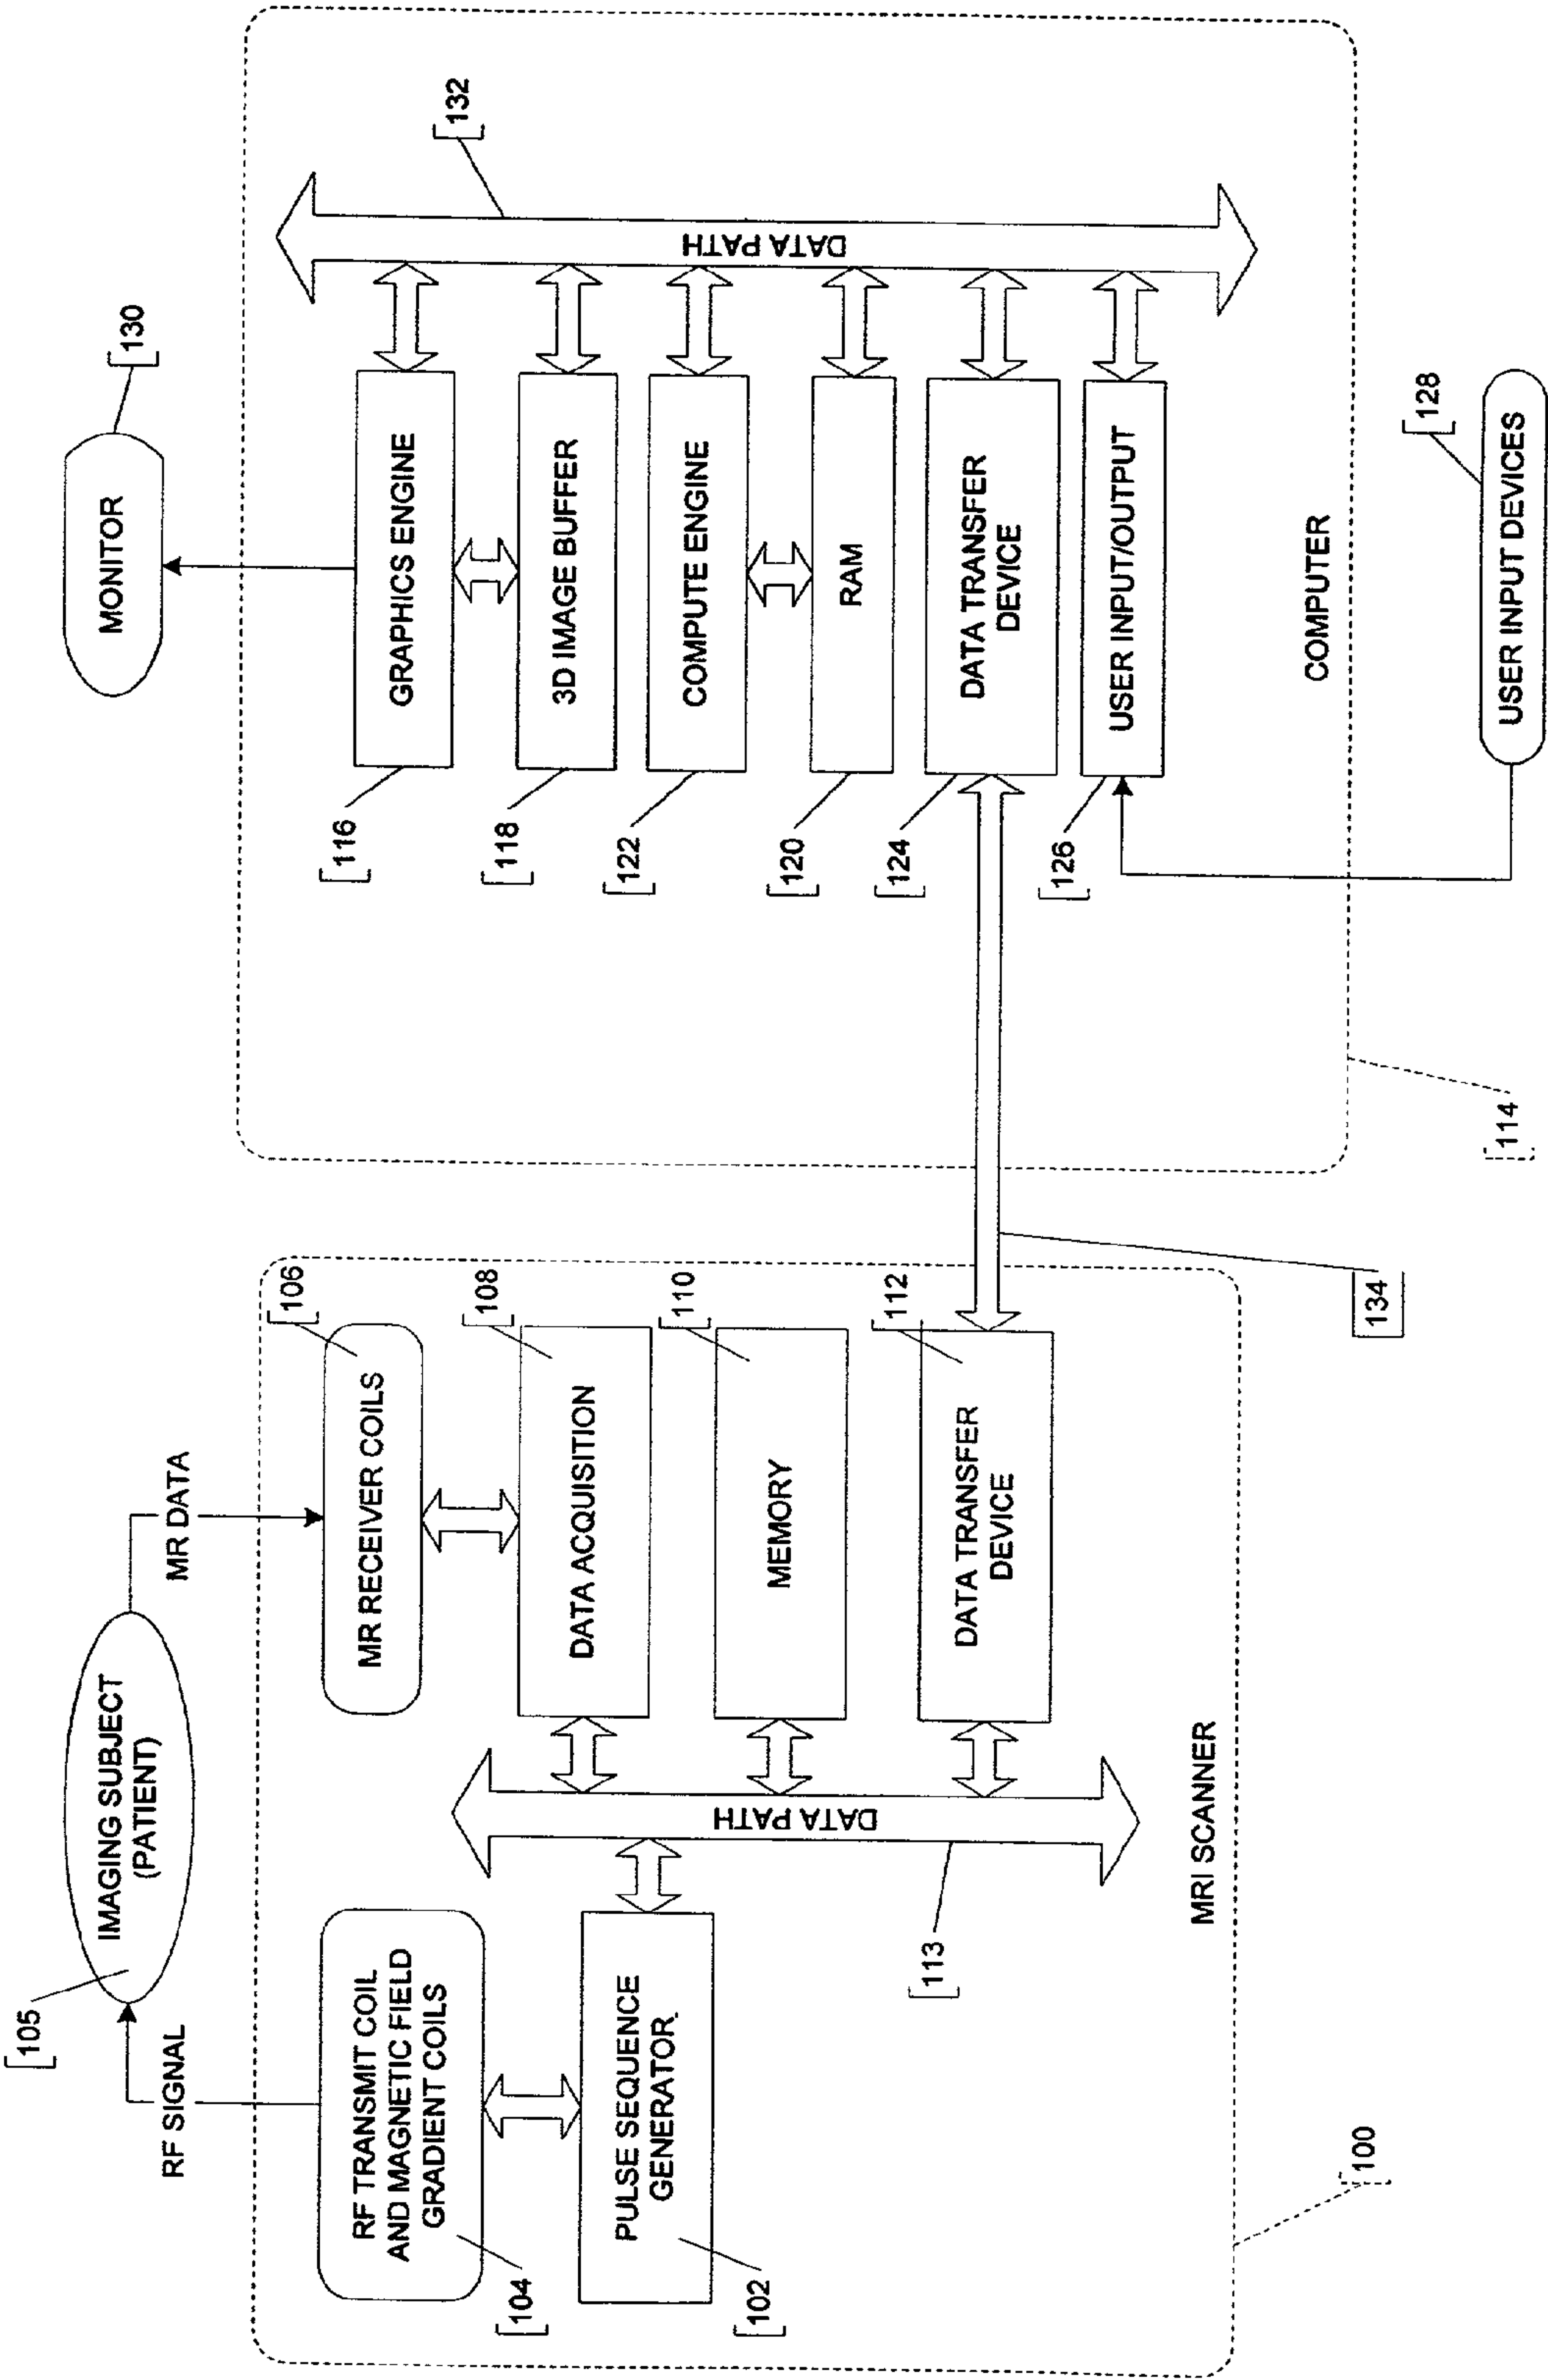 105
IMAGING SUBJECT
(PATIENT)
RF SIGNAL
MR DATA
RF TRANSMIT COIL
AND MAGNETIC FIELD
GRADIENT COILS
104
PULSE SEQUENCE
GENERATOR
102
MR RECEIVER COILS
106
DATA ACQUISITION
108
MEMORY
110
DATA TRANSFER
DEVICE
112
DATA PATH
113
MRI SCANNER
100
134
MONITOR
130
GRAPHICS ENGINE
116
3D IMAGE BUFFER
118
COMPUTE ENGINE
122
RAM
120
DATA TRANSFER
DEVICE
124
USER INPUT/OUTPUT
126
DATA PATH
132
COMPUTER
114
USER INPUT DEVICES
128